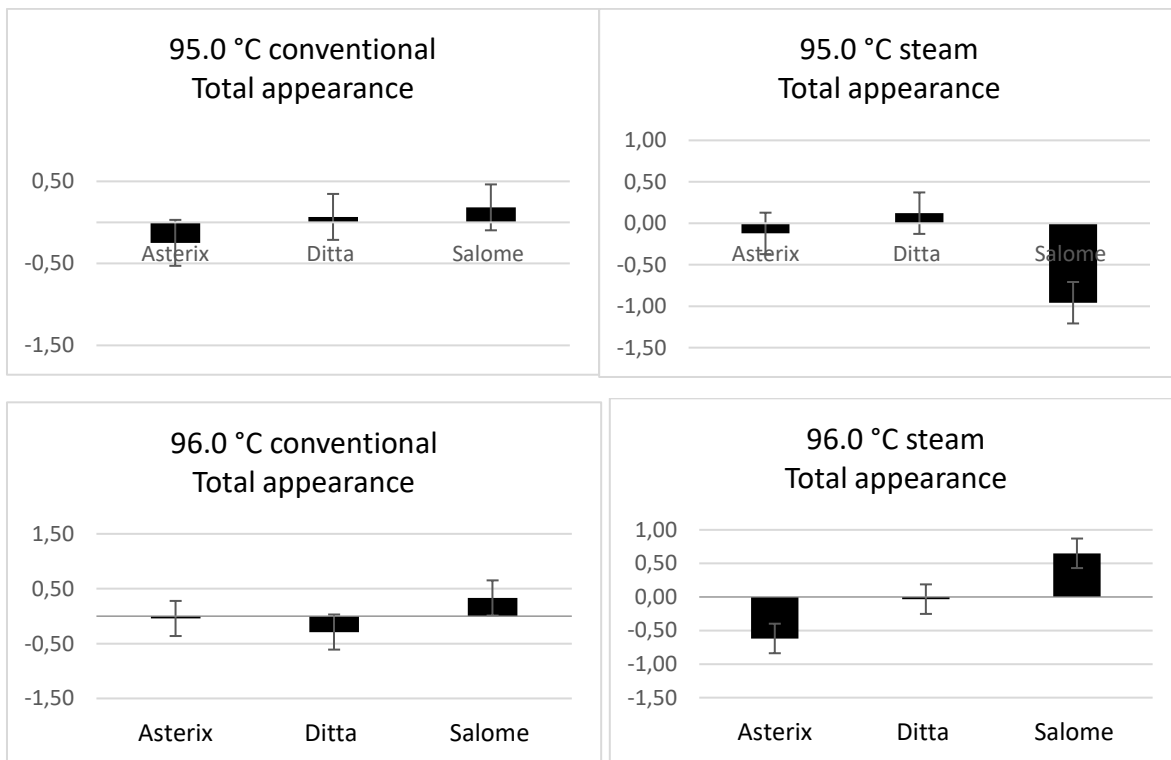 95.0 °C conventional
Total appearance
0,50
-0,50
-1,50
Asterix Ditta Salome
95.0 °C steam
Total appearance
1,00
0,50
0,00
-0,50
-1,00
-1,50
Asterix Ditta Salome
96.0 °C conventional
Total appearance
1,50
0,50
-0,50
-1,50
Asterix Ditta Salome
96.0 °C steam
Total appearance
1,00
0,50
0,00
-0,50
-1,00
-1,50
Asterix Ditta Salome